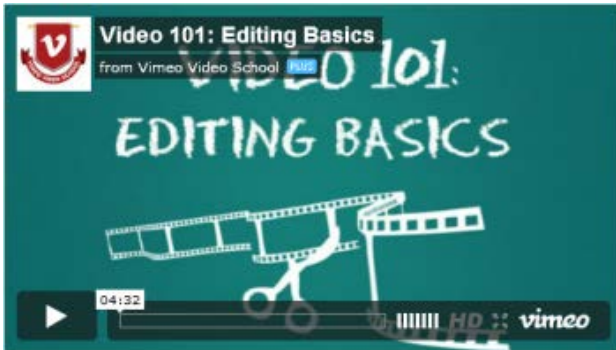 V
Video 101: Editing Basics
from Vimeo Video School PLUS
VIDEO 101:
EDITING BASICS
04:32
HD vimeo